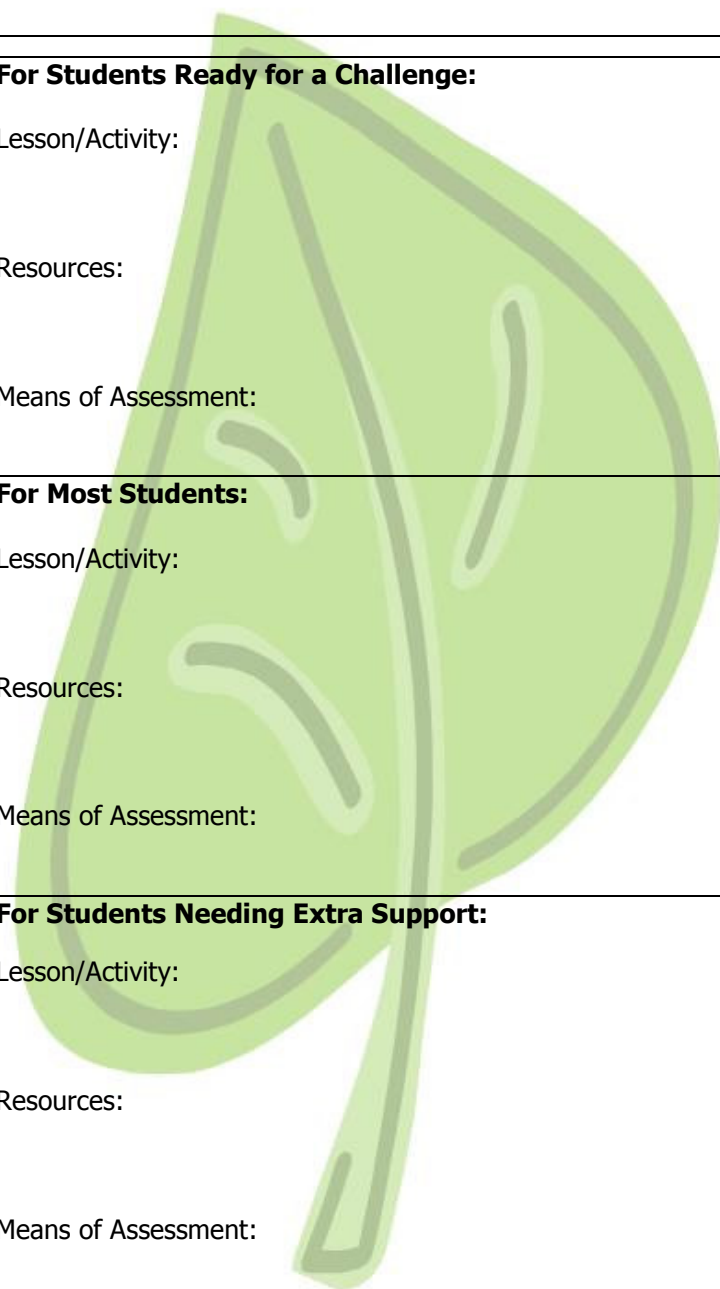 For Students Ready for a Challenge:
Lesson/Activity:
Resources:
Means of Assessment:
For Most Students:
Lesson/Activity:
Resources:
Means of Assessment:
For Students Needing Extra Support:
Lesson/Activity:
Resources:
Means of Assessment: